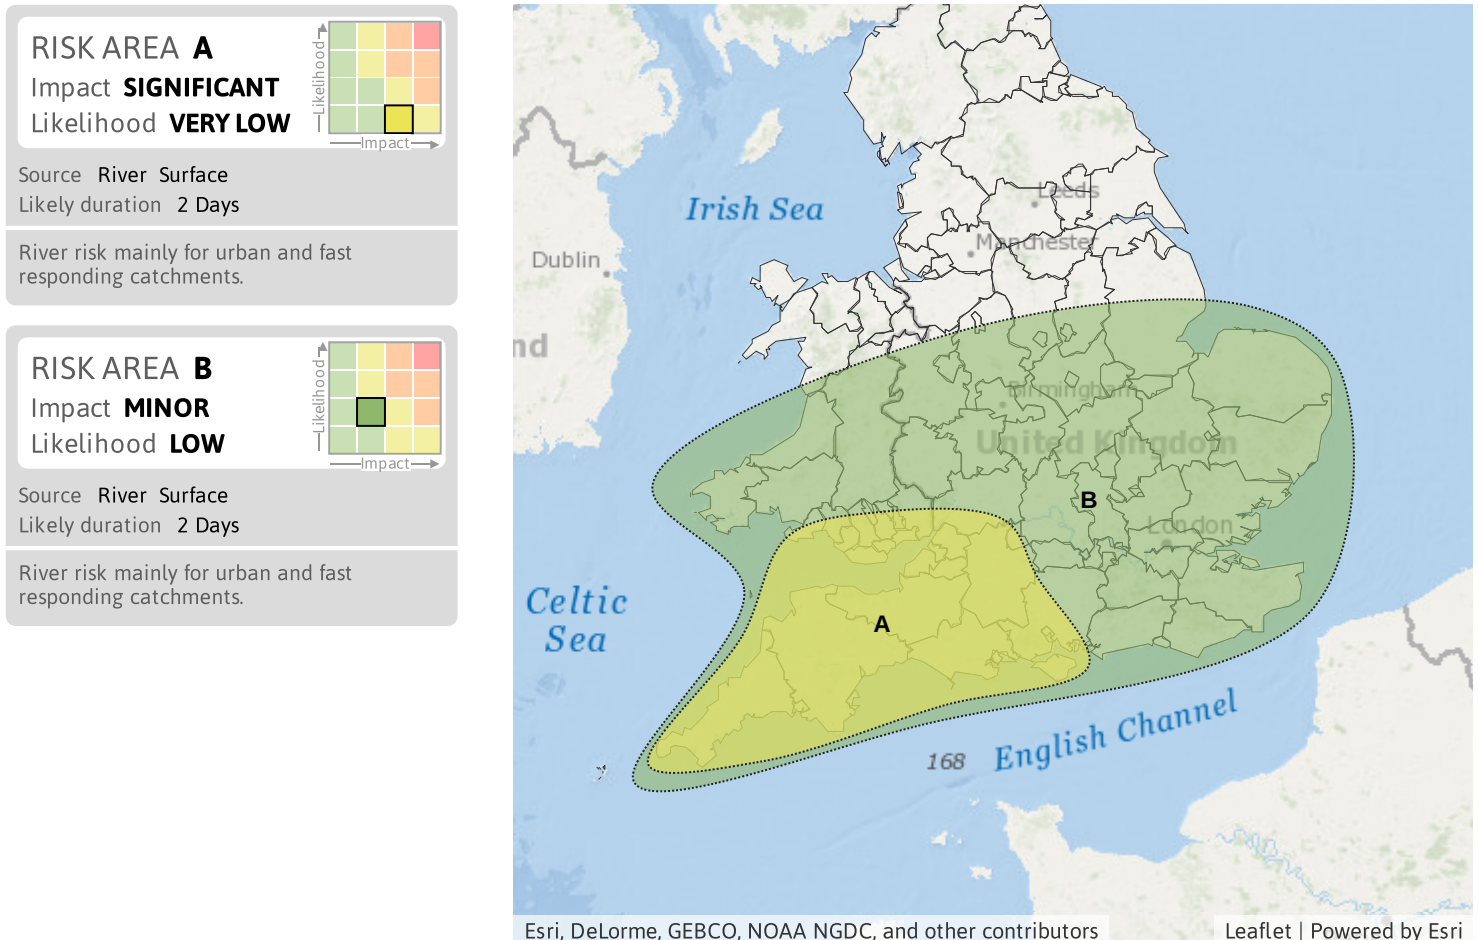 RISK AREA A
Impact SIGNIFICANT
Likelihood VERY LOW
Likelihood
Impact
Source River Surface
Likely duration 2 Days
River risk mainly for urban and fast
responding catchments.
RISK AREA B
Impact MINOR
Likelihood LOW
Likelihood
Impact
Source River Surface
Likely duration 2 Days
River risk mainly for urban and fast
responding catchments.
Leeds
Irish Sea
Manchester
Dublin
nd
Birmingham
United Kingdom
B
London
Celtic
Sea
A
English Channel
168
Esri, DeLorme, GEBCO, NOAA NGDC, and other contributors
Leaflet | Powered by Esri